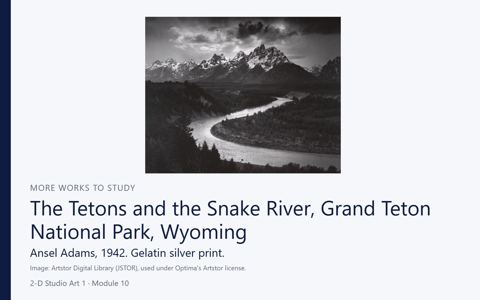 MORE WORKS TO STUDY
The Tetons and the Snake River, Grand Teton
National Park, Wyoming
Ansel Adams, 1942. Gelatin silver print.
Image: Artstor Digital Library (JSTOR), used under Optima's Artstor license.
2-D Studio Art 1 · Module 10